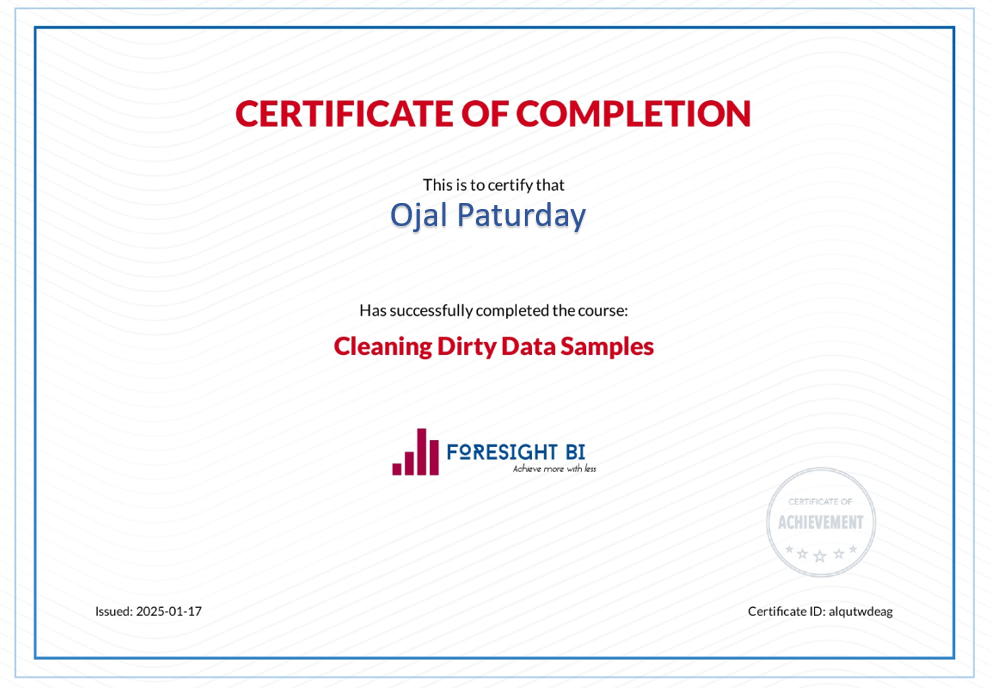 CERTIFICATE OF COMPLETION
This is to certify that
Ojal Paturday
Has successfully completed the course:
Cleaning Dirty Data Samples
FORESIGHT BI
Achieve more with less
CERTIFICATE OF
ACHIEVEMENT
Issued: 2025-01-17
Certificate ID: alqutwdeag